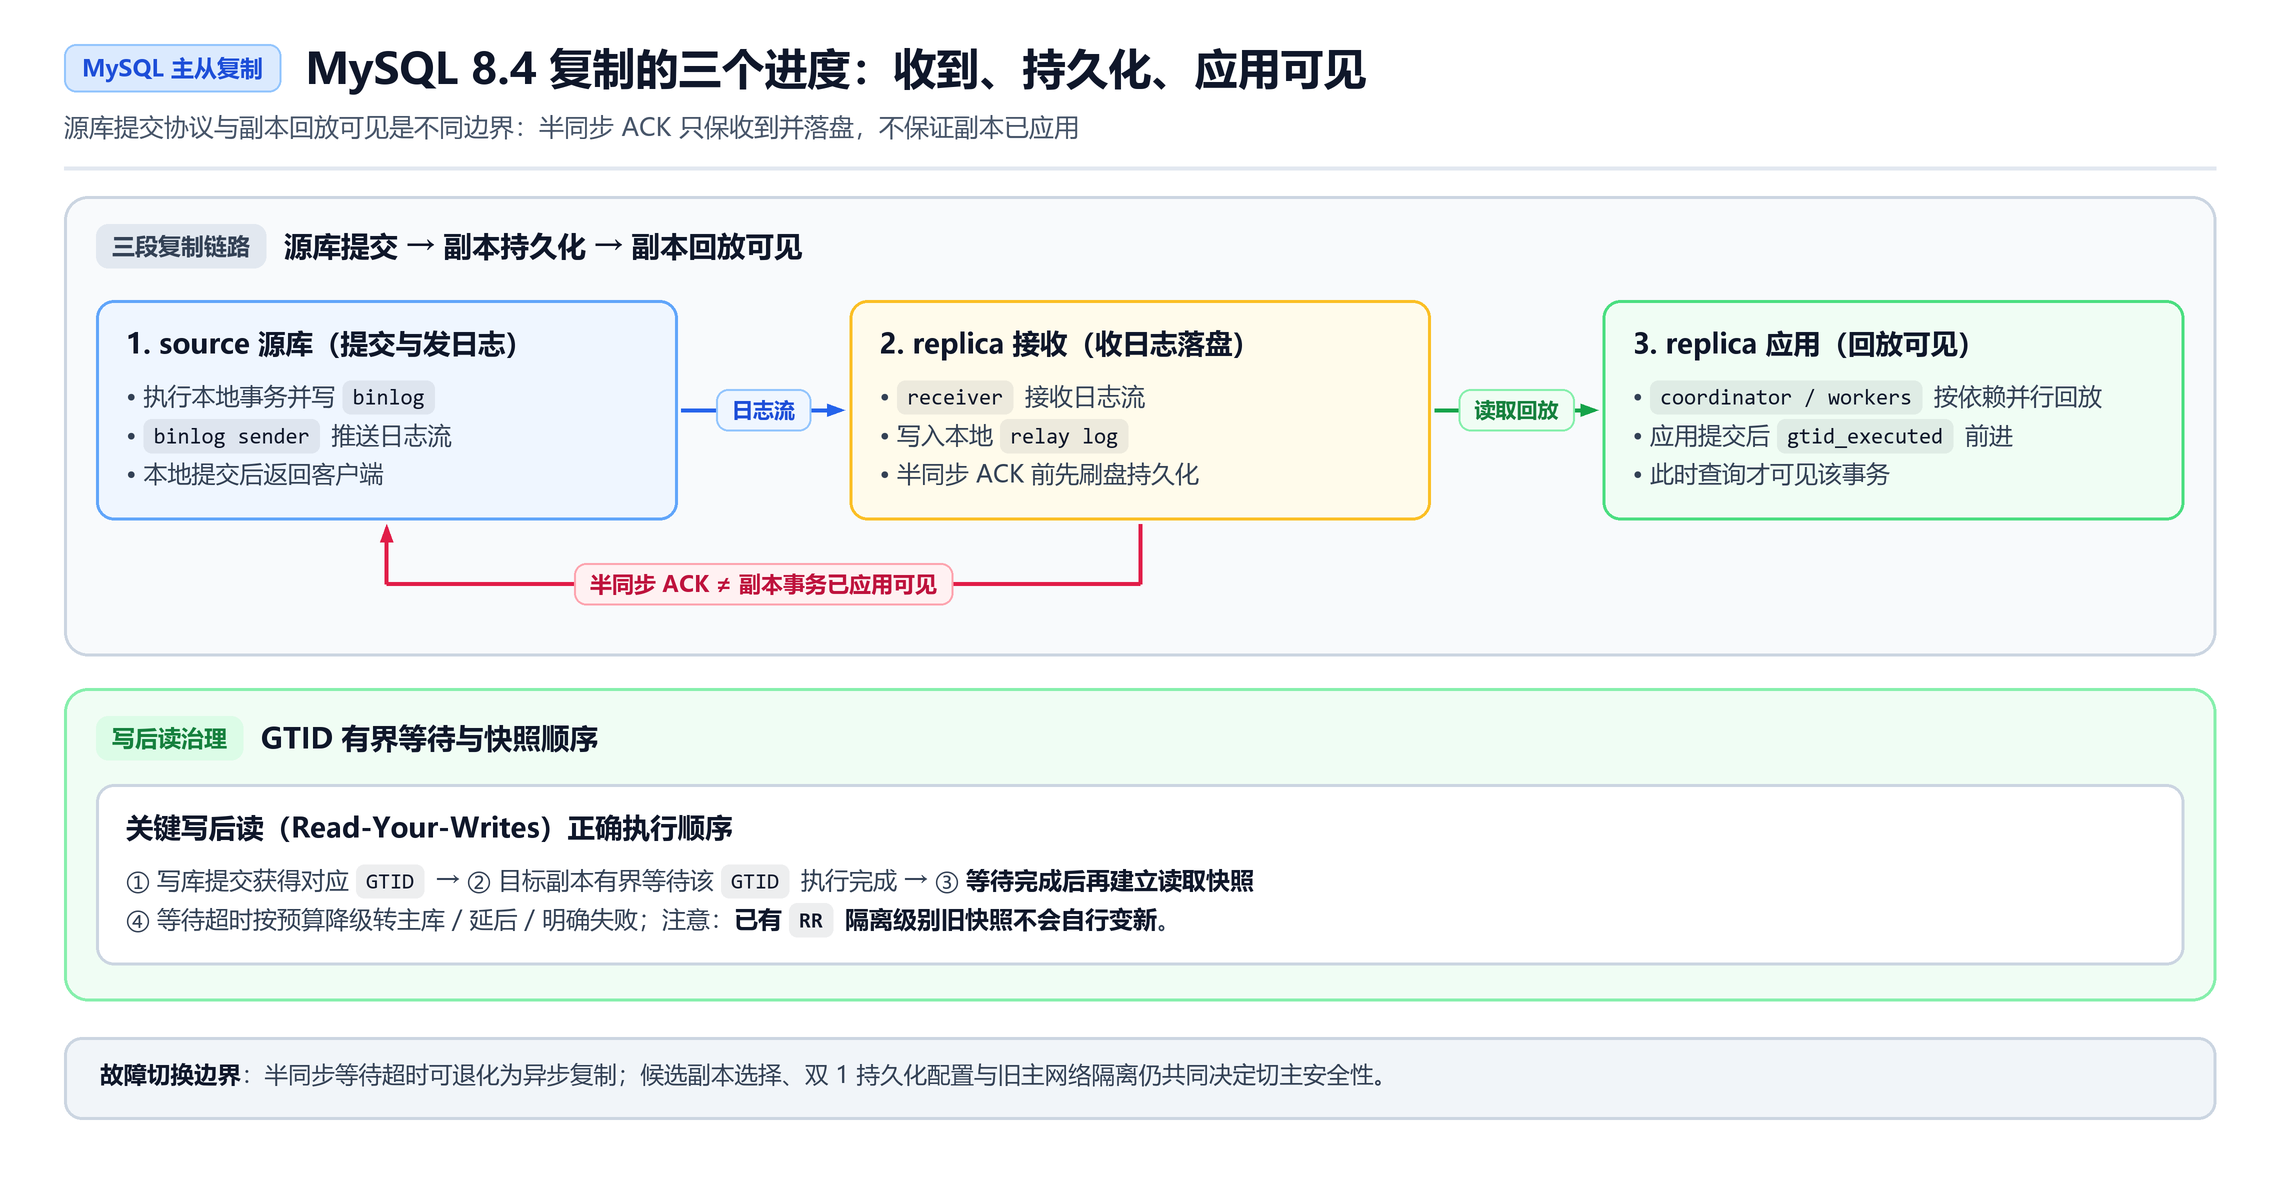 MySQL 主从复制
MySQL 8.4 复制的三个进度：收到、持久化、应用可见
源库提交协议与副本回放可见是不同边界：半同步 ACK 只保收到并落盘，不保证副本已应用
三段复制链路
源库提交 → 副本持久化 → 副本回放可见
1. source 源库（提交与发日志）
• 执行本地事务并写 binlog
• binlog sender 推送日志流
• 本地提交后返回客户端
日志流
2. replica 接收（收日志落盘）
• receiver 接收日志流
• 写入本地 relay log
• 半同步 ACK 前先刷盘持久化
读取回放
3. replica 应用（回放可见）
• coordinator / workers 按依赖并行回放
• 应用提交后 gtid_executed 前进
• 此时查询才可见该事务
半同步 ACK ≠ 副本事务已应用可见
写后读治理
GTID 有界等待与快照顺序
关键写后读（Read-Your-Writes）正确执行顺序
① 写库提交获得对应 GTID → ② 目标副本有界等待该 GTID 执行完成 → ③ 等待完成后再建立读取快照
④ 等待超时按预算降级转主库 / 延后 / 明确失败；注意：已有 RR 隔离级别旧快照不会自行变新。
故障切换边界：半同步等待超时可退化为异步复制；候选副本选择、双 1 持久化配置与旧主网络隔离仍共同决定切主安全性。